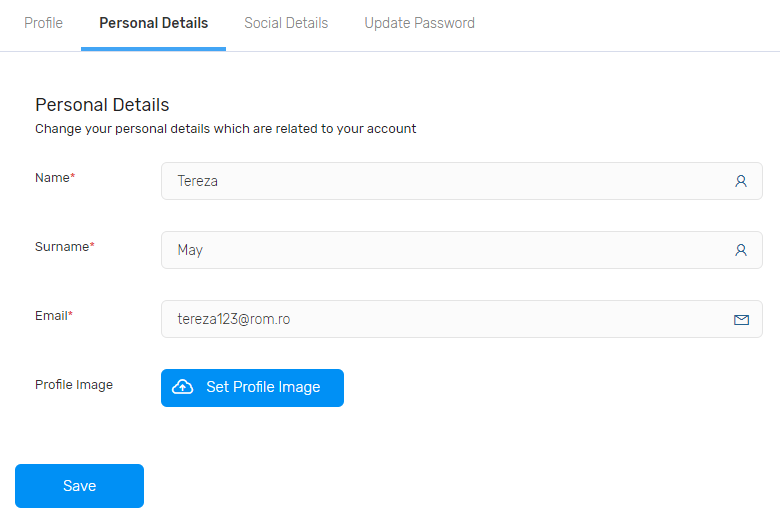 Profile Personal Details Social Details Update Password
Personal Details
Change your personal details which are related to your account
Name* Tereza
Surname* May
Email* tereza123@rom.ro
Profile Image Set Profile Image
Save